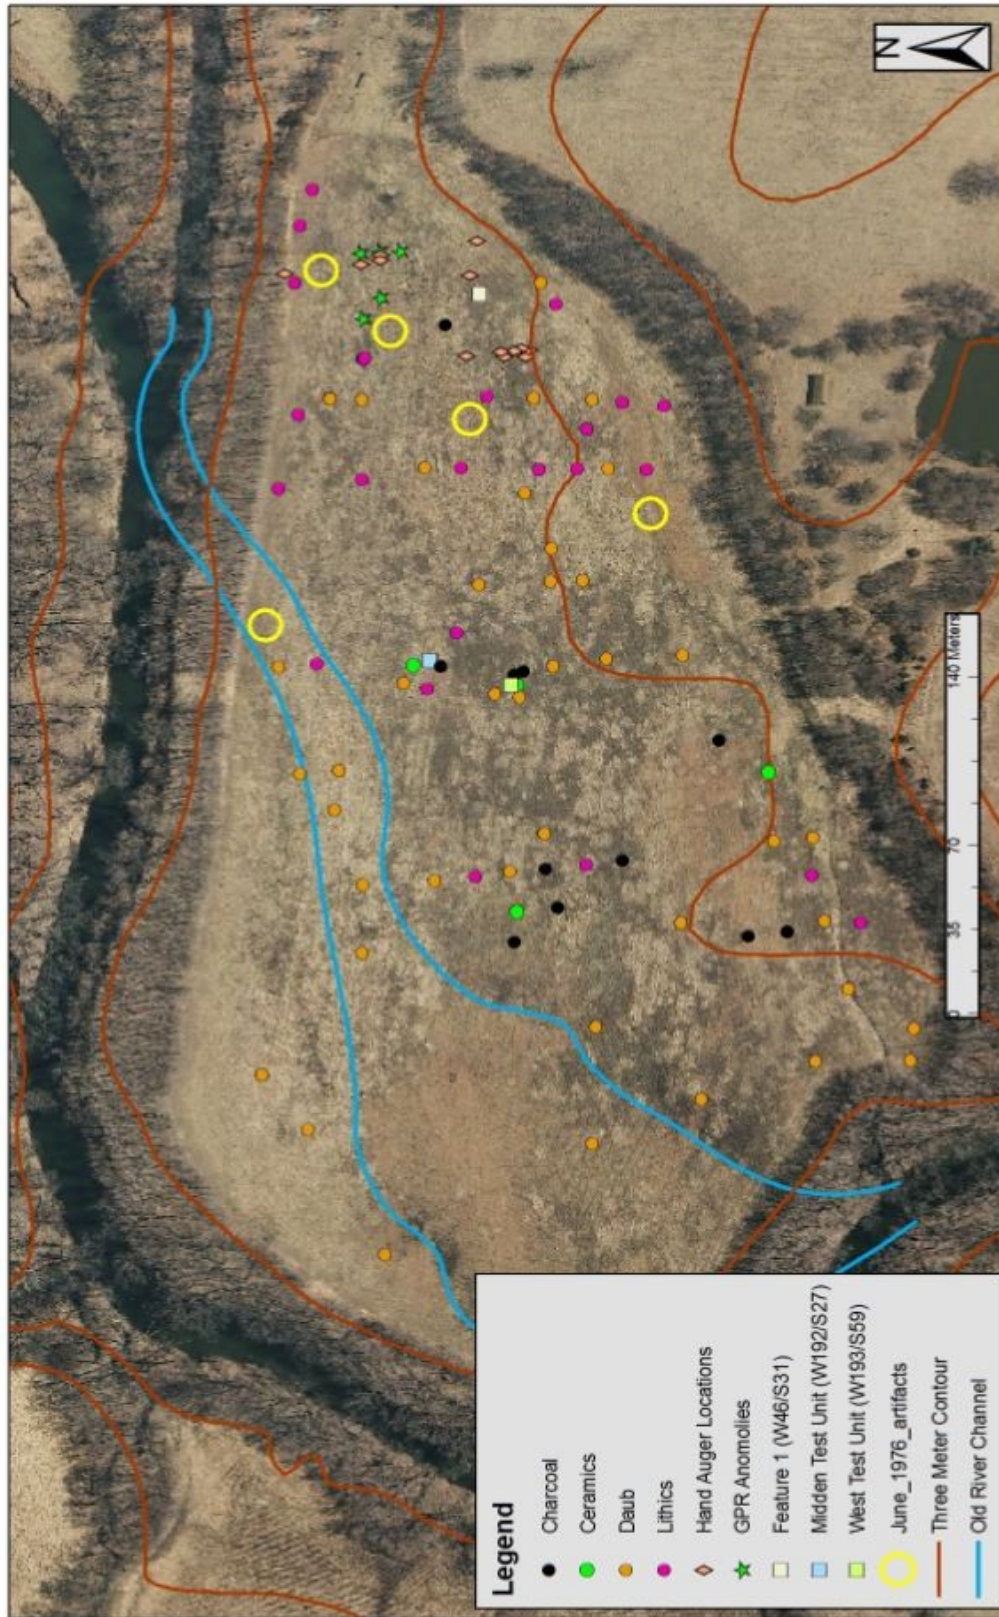 Legend
Charcoal
Ceramics
Daub
Lithics
Hand Auger Locations
GPR Anomolies
Feature 1 (W46/S31)
Midden Test Unit (W192/S27)
West Test Unit (W193/S59)
June_1976_artifacts
Three Meter Contour
Old River Channel
0 35 70 140 Meters
N